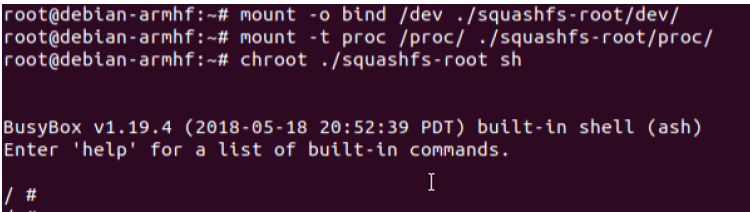 root@debian-armhf:~# mount -o bind /dev ./squashfs-root/dev/
root@debian-armhf:~# mount -t proc /proc/ ./squashfs-root/proc/
root@debian-armhf:~# chroot ./squashfs-root sh
BusyBox v1.19.4 (2018-05-18 20:52:39 PDT) built-in shell (ash)
Enter 'help' for a list of built-in commands.
/ #